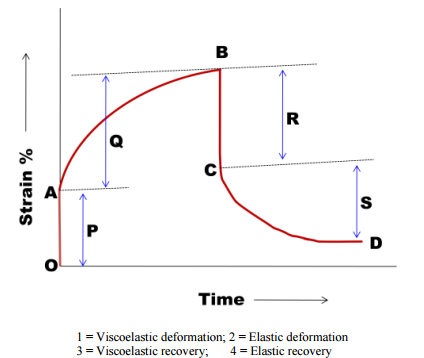 B
R
Q
C
A
S
P
D
O
Strain %
Time
1 = Viscoelastic deformation; 2 = Elastic deformation
3 = Viscoelastic recovery; 4 = Elastic recovery